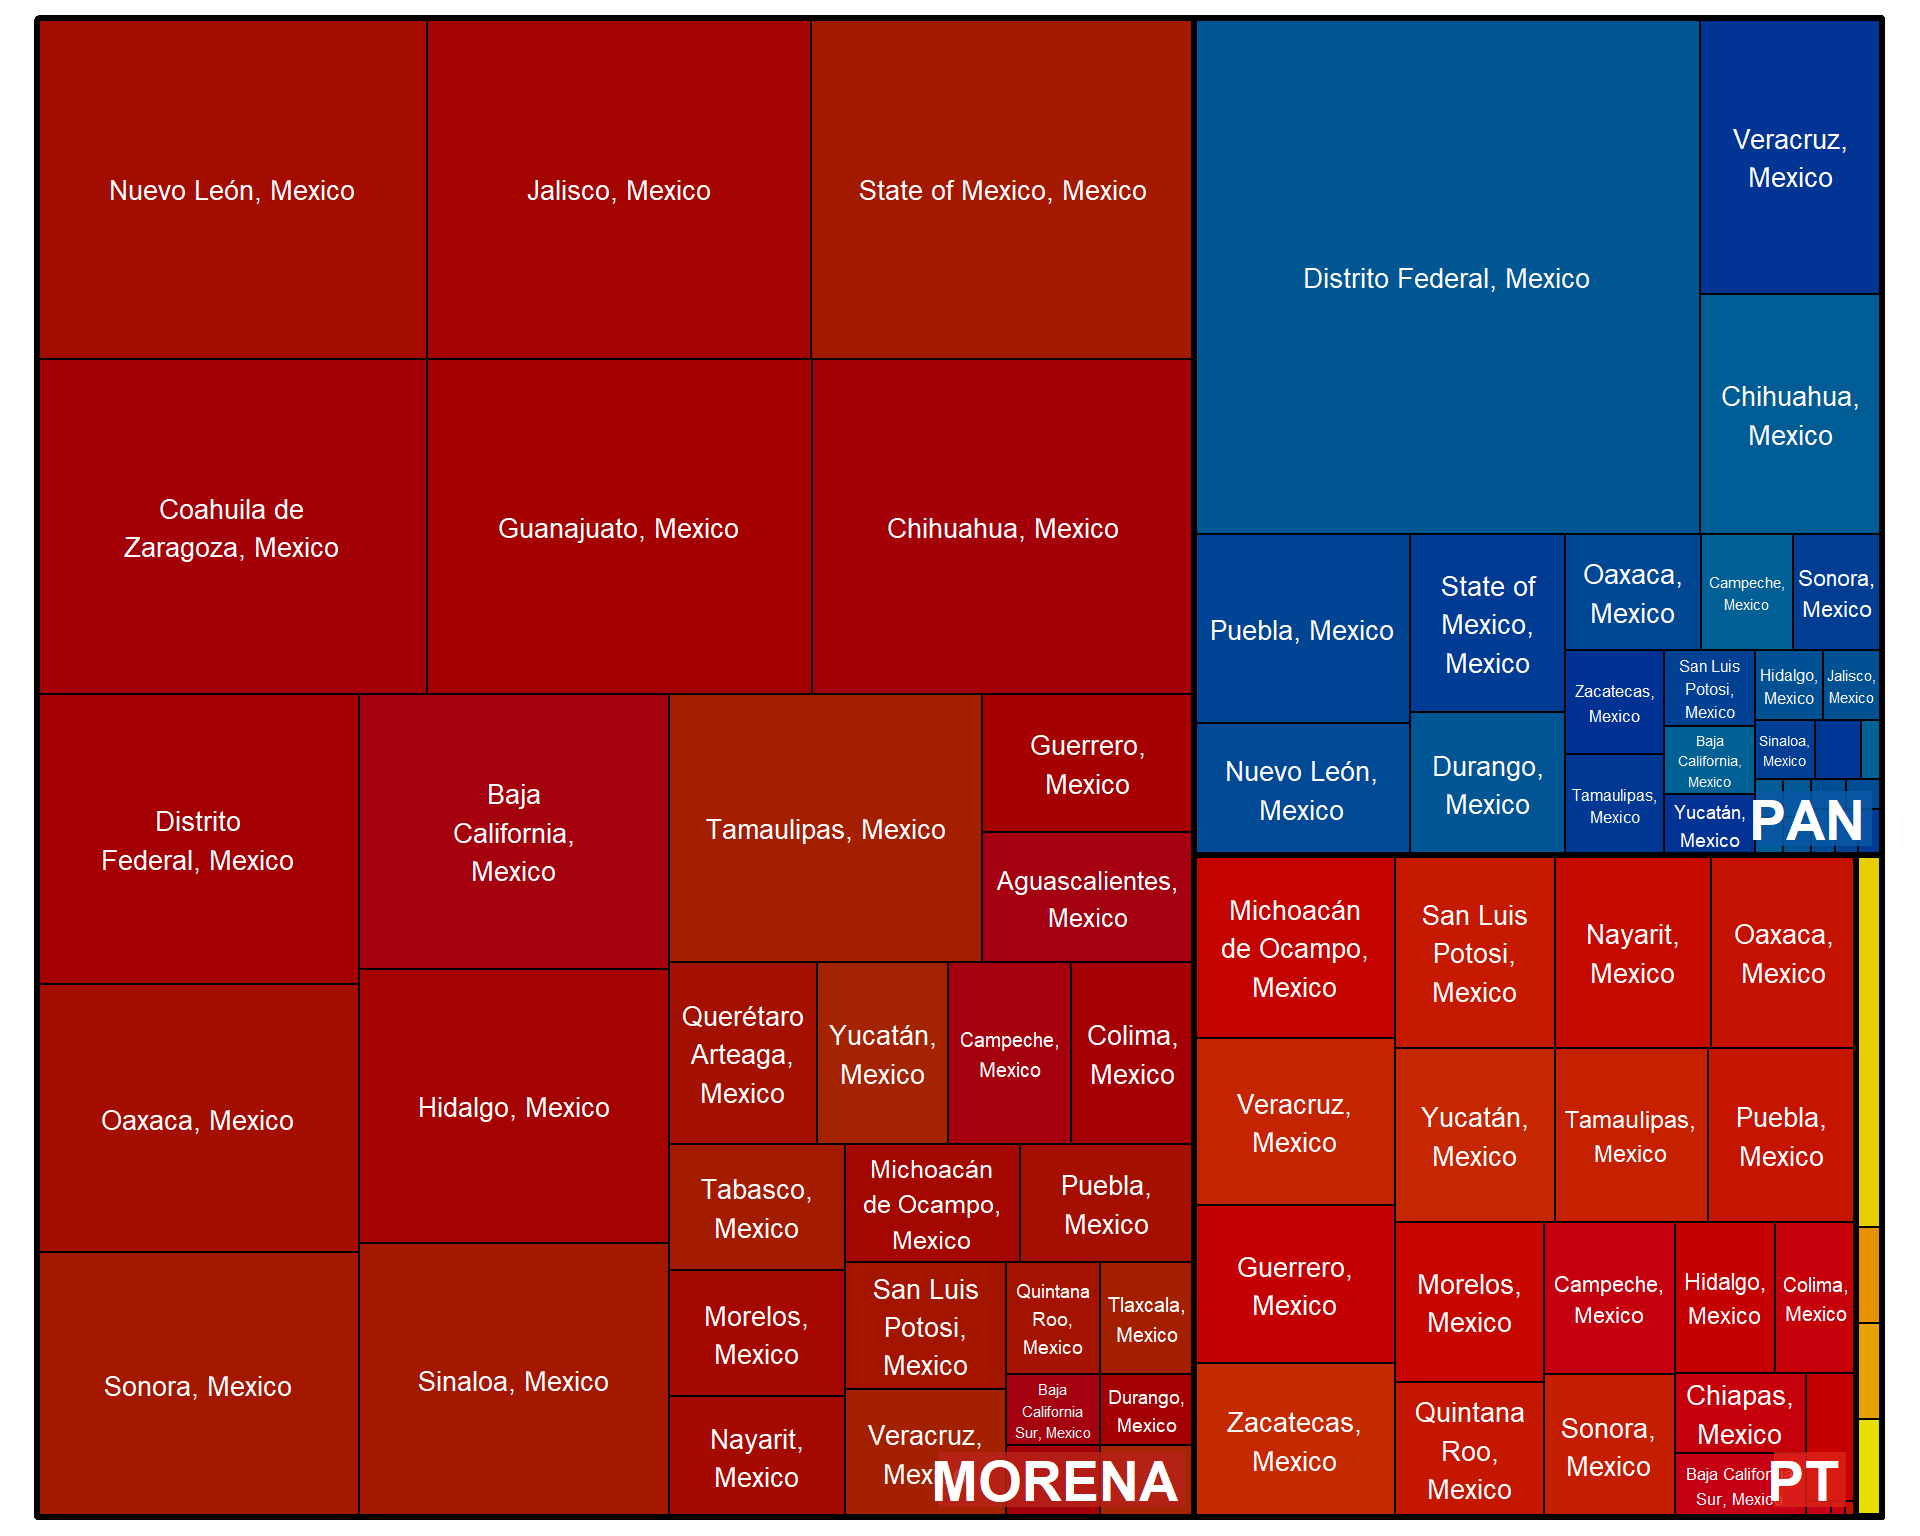 Nuevo León, Mexico
Jalisco, Mexico
State of Mexico, Mexico
Coahuila de
Zaragoza, Mexico
Guanajuato, Mexico
Chihuahua, Mexico
Distrito
Federal, Mexico
Baja
California,
Mexico
Tamaulipas, Mexico
Guerrero,
Mexico
Aguascalientes,
Mexico
Oaxaca, Mexico
Hidalgo, Mexico
Querétaro
Arteaga,
Mexico
Yucatán,
Mexico
Campeche,
Mexico
Colima,
Mexico
Sonora, Mexico
Sinaloa, Mexico
Tabasco,
Mexico
Michoacán
de Ocampo,
Mexico
Puebla,
Mexico
Morelos,
Mexico
San Luis
Potosi,
Mexico
Quintana
Roo,
Mexico
Tlaxcala,
Mexico
Nayarit,
Mexico
Veracruz,
Mexico
Baja
California
Sur, Mexico
Durango,
Mexico
MORENA
Distrito Federal, Mexico
Veracruz,
Mexico
Chihuahua,
Mexico
Puebla, Mexico
State of
Mexico,
Mexico
Oaxaca,
Mexico
Campeche,
Mexico
Sonora,
Mexico
Nuevo León,
Mexico
Durango,
Mexico
Zacatecas,
Mexico
San Luis
Potosi,
Mexico
Hidalgo,
Mexico
Jalisco,
Mexico
Tamaulipas,
Mexico
Baja
California,
Mexico
Sinaloa,
Mexico
Yucatán,
Mexico
PAN
Michoacán
de Ocampo,
Mexico
San Luis
Potosi,
Mexico
Nayarit,
Mexico
Oaxaca,
Mexico
Veracruz,
Mexico
Yucatán,
Mexico
Tamaulipas,
Mexico
Puebla,
Mexico
Guerrero,
Mexico
Morelos,
Mexico
Campeche,
Mexico
Hidalgo,
Mexico
Colima,
Mexico
Zacatecas,
Mexico
Quintana
Roo,
Mexico
Sonora,
Mexico
Chiapas,
Mexico
Baja California
Sur, Mexico
PT